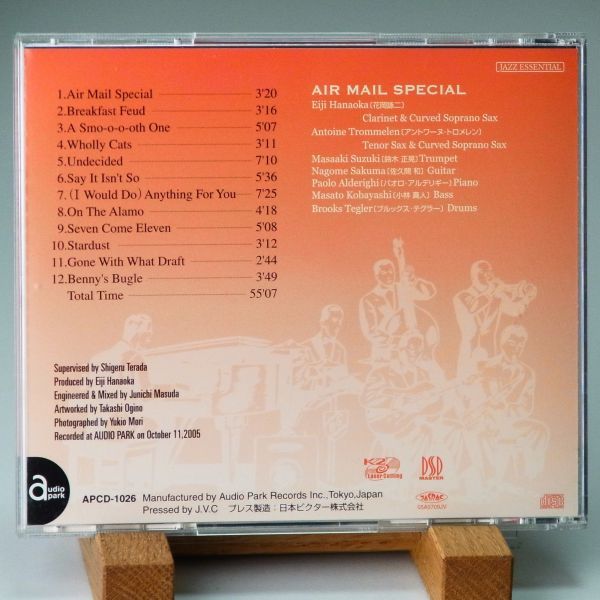 JAZZ ESSENTIAL
1.Air Mail Special 3'20
2.Breakfast Feud 3'16
3.A Smo-o-o-oth One 5'07
4.Wholly Cats 3'11
5.Undecided 7'10
6.Say It Isn't So 5'36
7.(I Would Do) Anything For You 7'25
8.On The Alamo 4'18
9.Seven Come Eleven 5'08
10.Stardust 3'12
11.Gone With What Draft 2'44
12.Benny's Bugle 3'49
Total Time 55'07
AIR MAIL SPECIAL
Eiji Hanaoka[花岡詠二]
Clarinet & Curved Soprano Sax
Antoine Trommelen[アントワーヌ・トロメレン]
Tenor Sax & Curved Soprano Sax
Masaaki Suzuki[鈴木 正晃]Trumpet
Nagome Sakuma[佐久間 和] Guitar
Paolo Alderighi[パオロ・アルデリギー]Piano
Masato Kobayashi[小林 真人] Bass
Brooks Tegler[ブルックス・テグラー] Drums
Supervised by Shigeru Terada
Produced by Eiji Hanaoka
Engineered & Mixed by Junichi Masuda
Artworked by Takashi Ogino
Photographed by Yukio Mori
Recorded at AUDIO PARK on October 11,2005
K2
Laser Cutting
DSD
MASTER
JASRAC
COMPACT
disc
DIGITAL AUDIO
audio
park
APCD-1026 Manufactured by Audio Park Records Inc.,Tokyo,Japan
Pressed by J.V.C プレス製造：日本ビクター株式会社